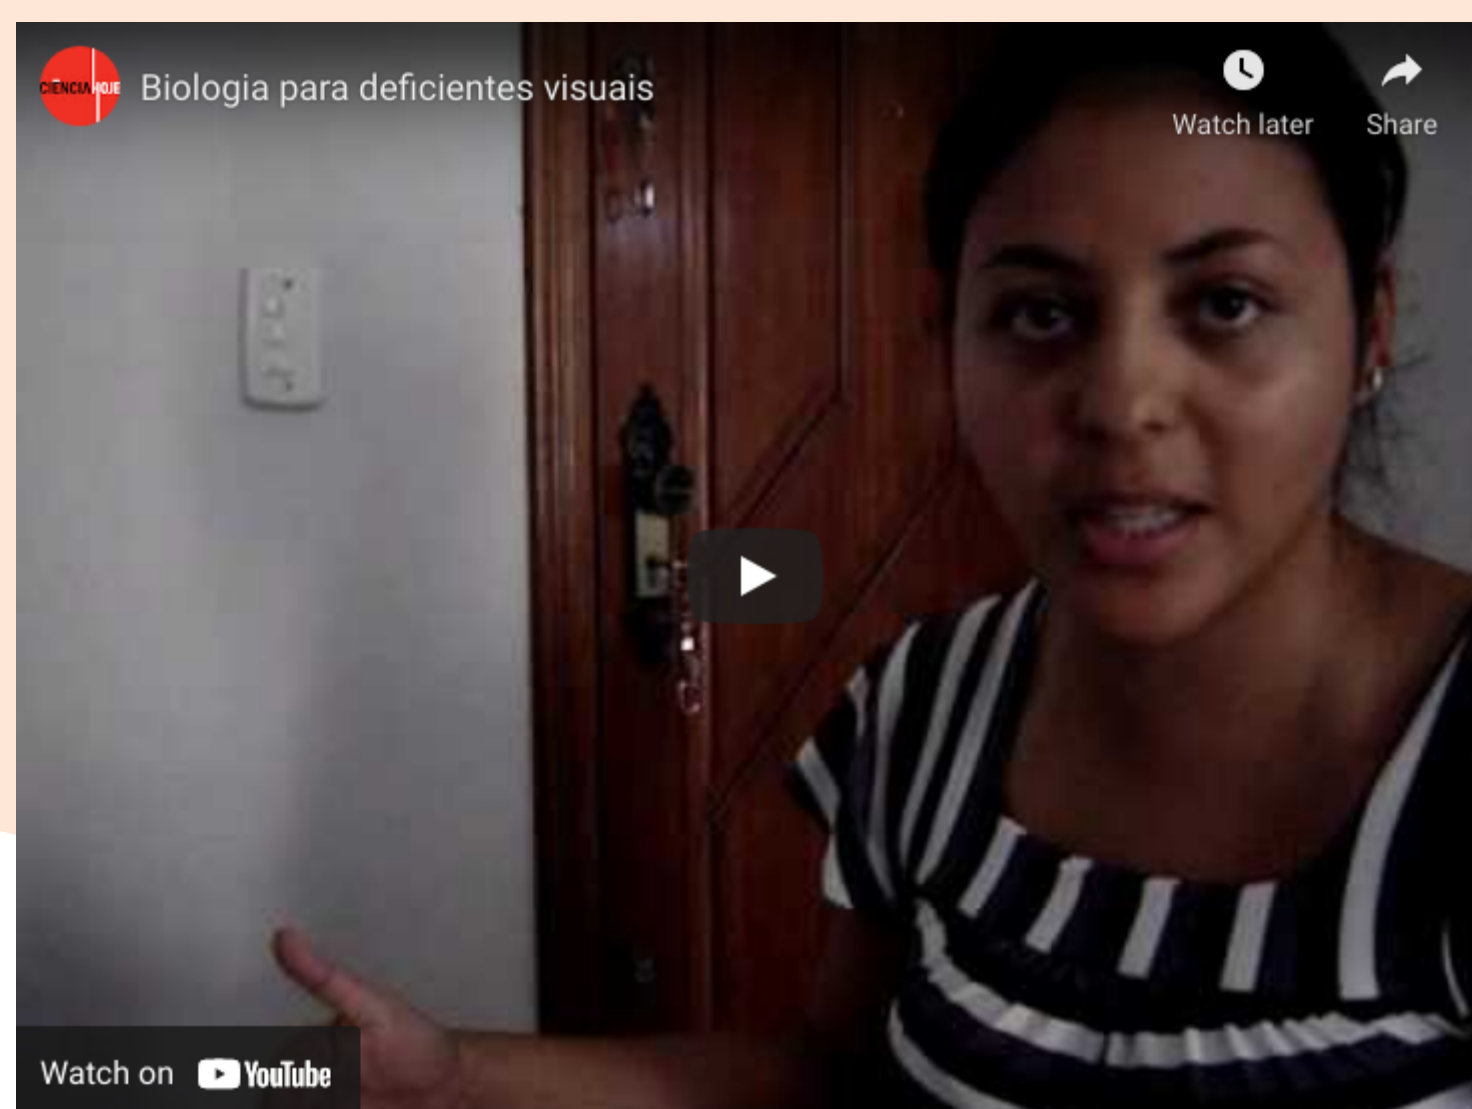 CIÊNCIA HOJE
Biologia para deficientes visuais
Watch later
Share
Watch on YouTube